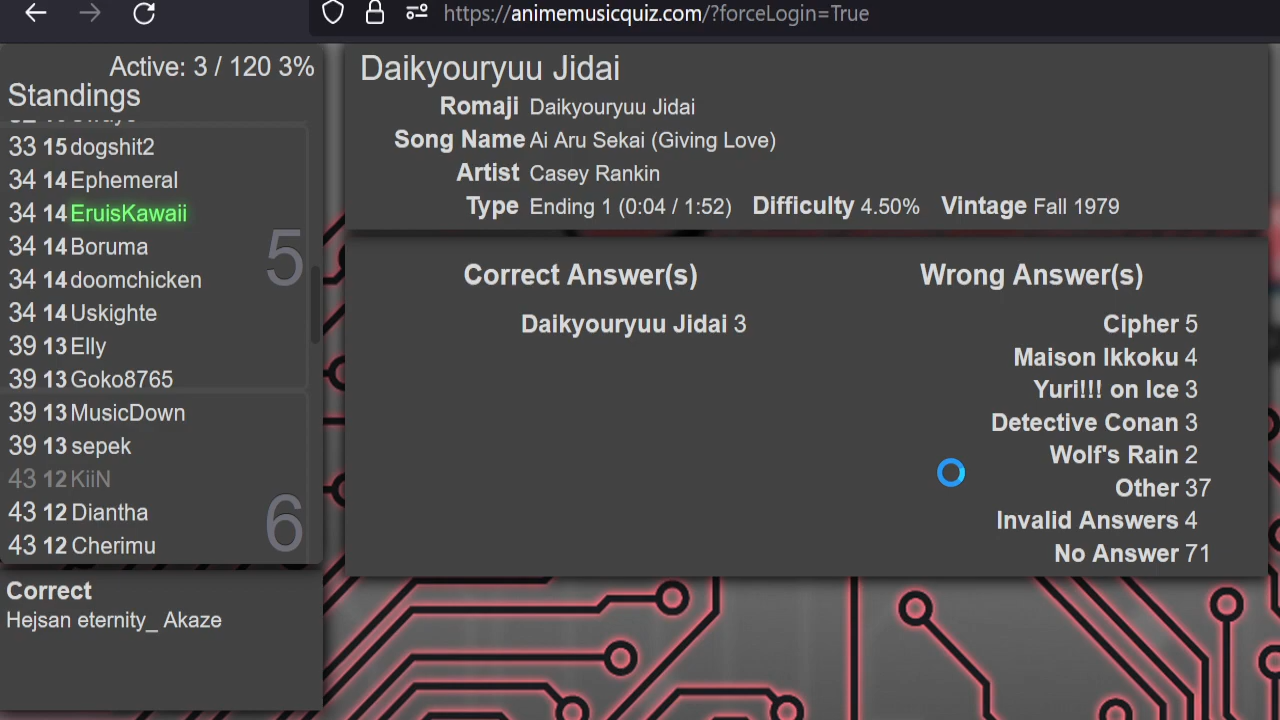 https://animemusicquiz.com/?forceLogin=True
Active: 3 / 120 3%
Standings
33 15 dogshit2
34 14 Ephemeral
34 14 EruisKawaii
34 14 Boruma
5
34 14 doomchicken
34 14 Uskighte
39 13 Elly
39 13 Goko8765
39 13 MusicDown
39 13 sepek
43 12 KiiN
43 12 Diantha
6
43 12 Cherimu
Correct
Hejsan eternity_ Akaze
Daikyouryuu Jidai
Romaji Daikyouryuu Jidai
Song Name Ai Aru Sekai (Giving Love)
Artist Casey Rankin
Type Ending 1 (0:04 / 1:52) Difficulty 4.50% Vintage Fall 1979
Correct Answer(s)
Daikyouryuu Jidai 3
Wrong Answer(s)
Cipher 5
Maison Ikkoku 4
Yuri!!! on Ice 3
Detective Conan 3
Wolf's Rain 2
Other 37
Invalid Answers 4
No Answer 71